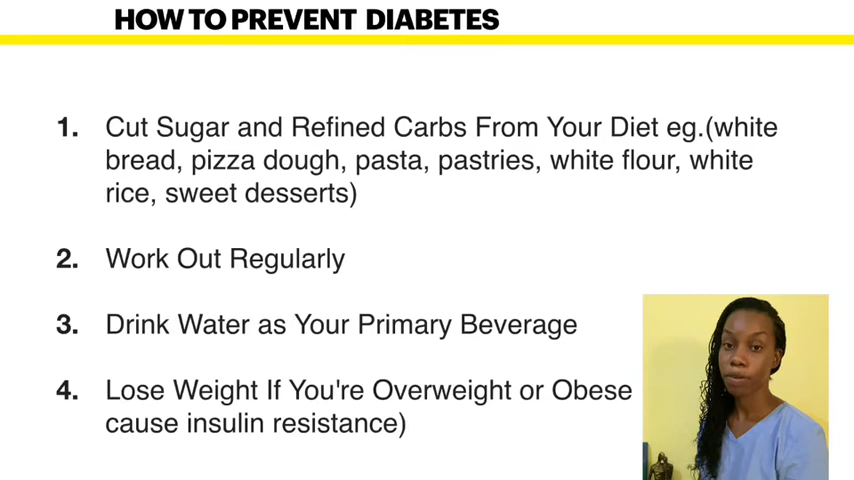 HOW TO PREVENT DIABETES
1. Cut Sugar and Refined Carbs From Your Diet eg.(white
bread, pizza dough, pasta, pastries, white flour, white
rice, sweet desserts)
2. Work Out Regularly
3. Drink Water as Your Primary Beverage
4. Lose Weight If You're Overweight or Obese
cause insulin resistance)